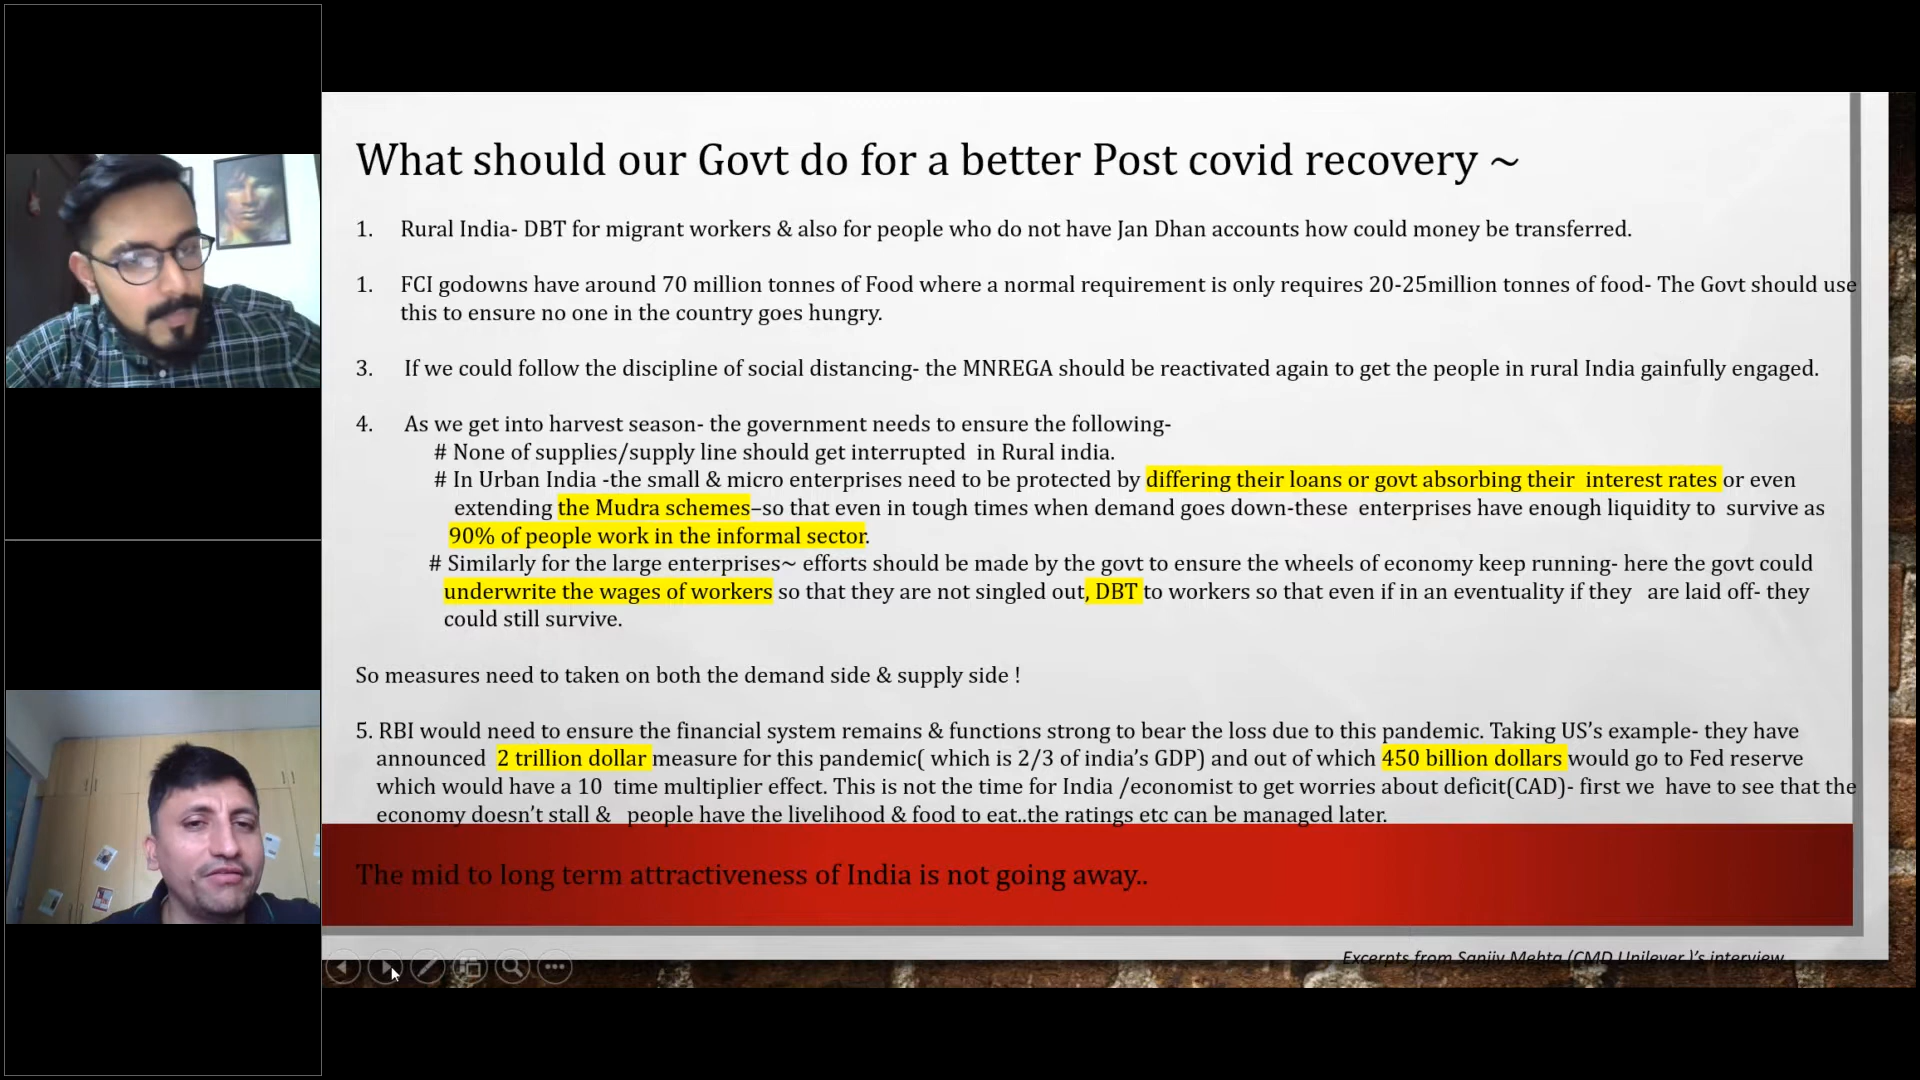 What should our Govt do for a better Post covid recovery ~
1. Rural India- DBT for migrant workers & also for people who do not have Jan Dhan accounts how could money be transferred.
1. FCI godowns have around 70 million tonnes of Food where a normal requirement is only requires 20-25million tonnes of food- The Govt should use
this to ensure no one in the country goes hungry.
3. If we could follow the discipline of social distancing- the MNREGA should be reactivated again to get the people in rural India gainfully engaged.
4. As we get into harvest season- the government needs to ensure the following-
# None of supplies/supply line should get interrupted in Rural india.
# In Urban India -the small & micro enterprises need to be protected by differing their loans or govt absorbing their interest rates or even
extending the Mudra schemes–so that even in tough times when demand goes down-these enterprises have enough liquidity to survive as
90% of people work in the informal sector.
# Similarly for the large enterprises~ efforts should be made by the govt to ensure the wheels of economy keep running- here the govt could
underwrite the wages of workers so that they are not singled out, DBT to workers so that even if in an eventuality if they are laid off- they
could still survive.
So measures need to taken on both the demand side & supply side !
5. RBI would need to ensure the financial system remains & functions strong to bear the loss due to this pandemic. Taking US’s example- they have
announced 2 trillion dollar measure for this pandemic( which is 2/3 of india’s GDP) and out of which 450 billion dollars would go to Fed reserve
which would have a 10 time multiplier effect. This is not the time for India /economist to get worries about deficit(CAD)- first we have to see that the
economy doesn’t stall & people have the livelihood & food to eat..the ratings etc can be managed later.
The mid to long term attractiveness of India is not going away..
Excerpts from Sanjiv Mehta (CMD Unilever )’s interview